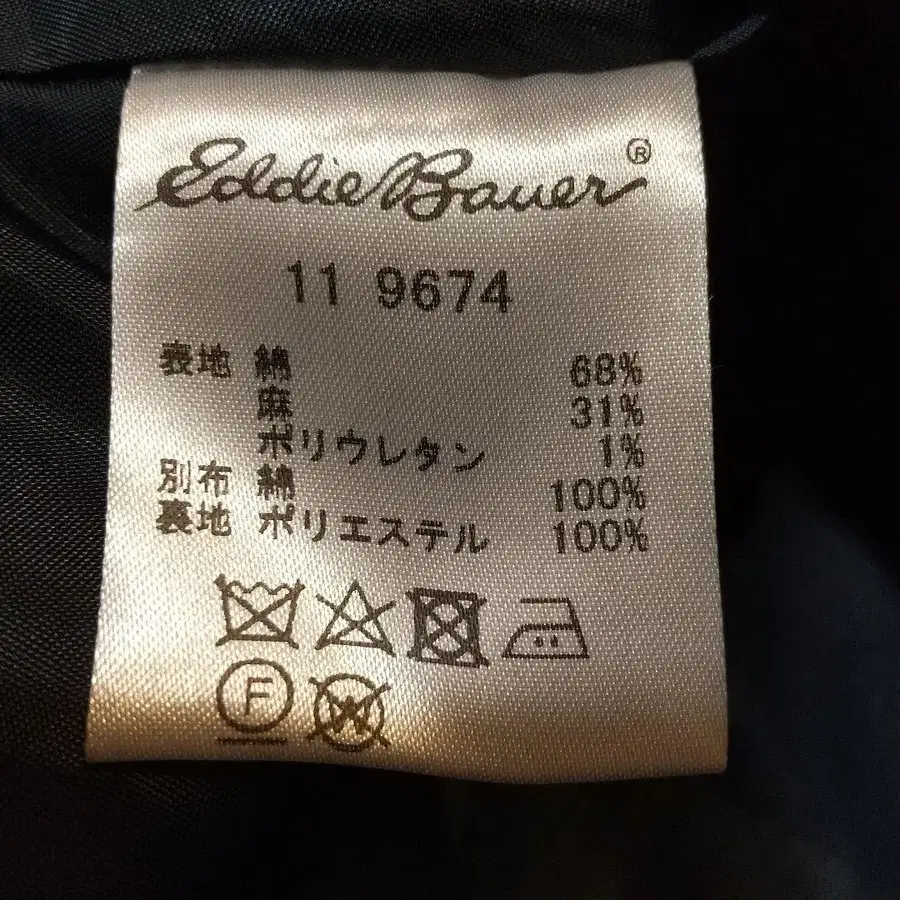 Eddie Bauer®
11 9674
表地 綿 68%
麻 31%
ポリウレタン 1%
別布 綿 100%
裏地 ポリエステル 100%
F
W